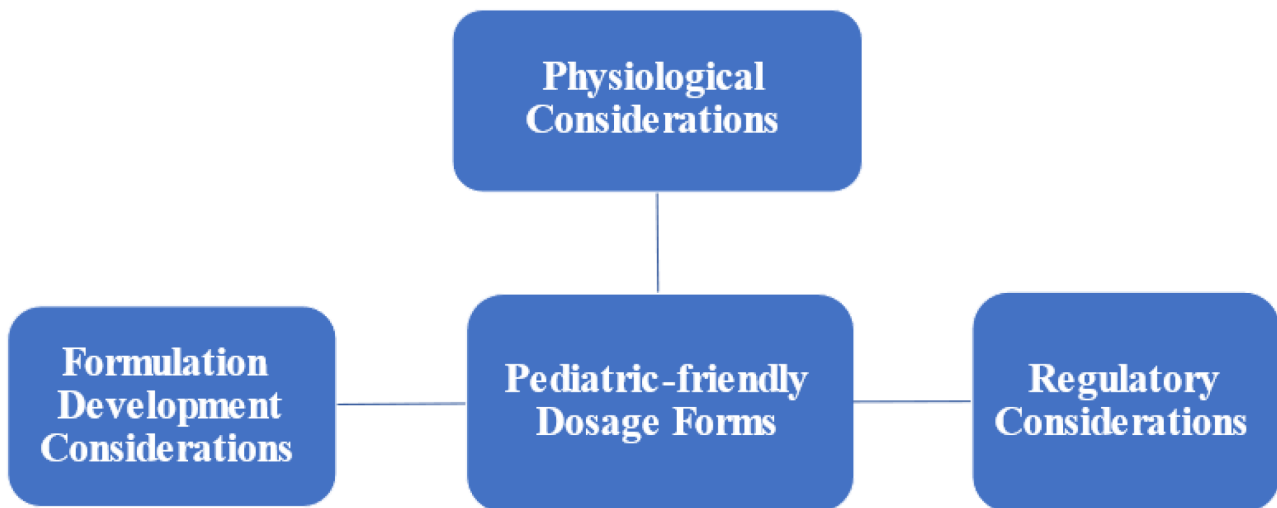 Physiological
Considerations
Formulation
Development
Considerations
Pediatric-friendly
Dosage Forms
Regulatory
Considerations